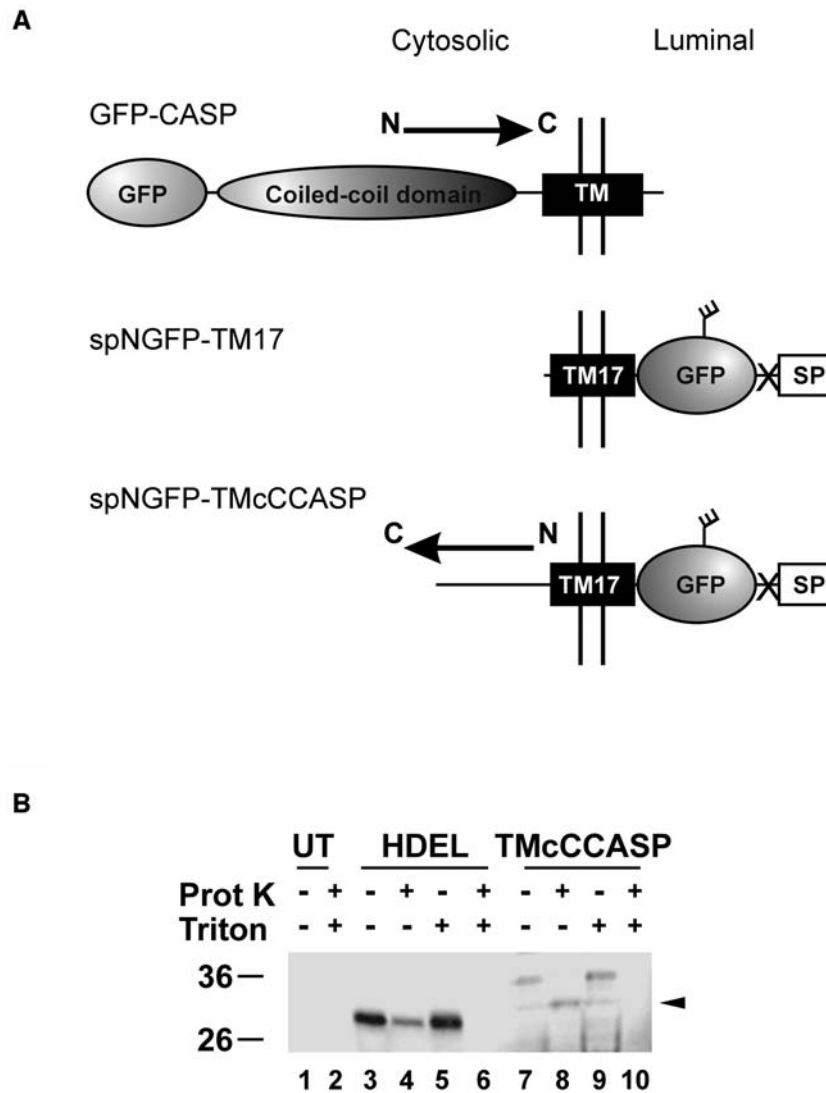 A
Cytosolic Luminal
GFP-CASP
N C
GFP Coiled-coil domain TM
spNGFP-TM17
TM17 GFP X SP
spNGFP-TMcCCASP
C N
TM17 GFP X SP
B
UT HDEL TMcCCASP
Prot K - + - + - + - + - +
Triton - + - - + + - - + +
36
26
1 2 3 4 5 6 7 8 9 10